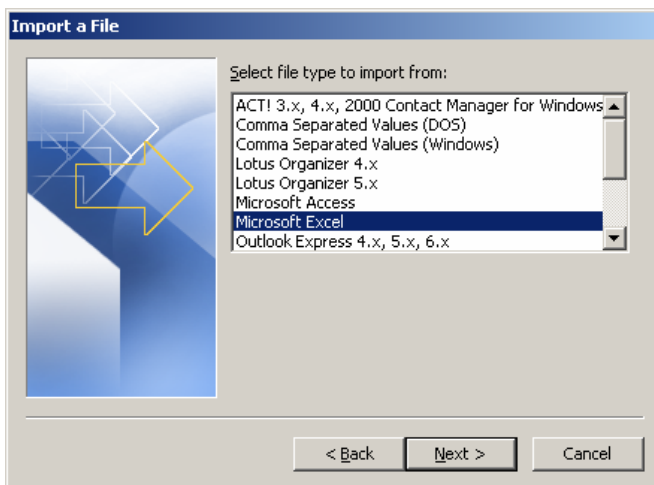 Import a File
Select file type to import from:
ACT! 3.x, 4.x, 2000 Contact Manager for Windows
Comma Separated Values (DOS)
Comma Separated Values (Windows)
Lotus Organizer 4.x
Lotus Organizer 5.x
Microsoft Access
Microsoft Excel
Outlook Express 4.x, 5.x, 6.x
< Back Next > Cancel